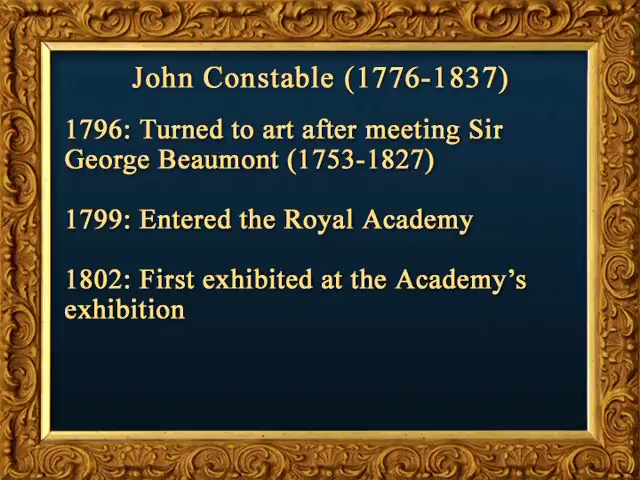 John Constable (1776-1837)
1796: Turned to art after meeting Sir
George Beaumont (1753-1827)
1799: Entered the Royal Academy
1802: First exhibited at the Academy’s
exhibition